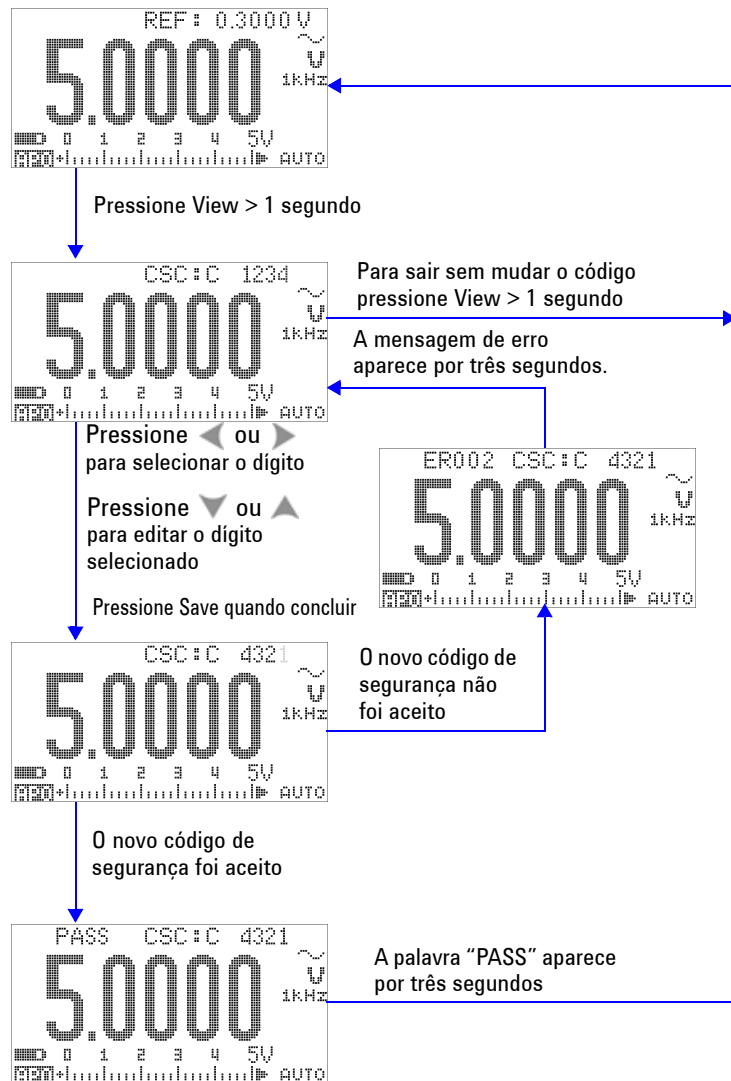 REF: 0.3000 V
5.0000
V
1kHz
0 1 2 3 4 5V
APO AUTO
Pressione View > 1 segundo
CSC:C 1234
5.0000
V
1kHz
0 1 2 3 4 5V
APO AUTO
Para sair sem mudar o código
pressione View > 1 segundo
A mensagem de erro
aparece por três segundos.
Pressione ◀ ou ▶
para selecionar o dígito
Pressione ▼ ou ▲
para editar o dígito
selecionado
Pressione Save quando concluir
ER002 CSC:C 4321
5.0000
V
1kHz
0 1 2 3 4 5V
APO AUTO
CSC:C 4321
5.0000
V
1kHz
0 1 2 3 4 5V
APO AUTO
O novo código de
segurança não
foi aceito
O novo código de
segurança foi aceito
PASS CSC:C 4321
5.0000
V
1kHz
0 1 2 3 4 5V
APO AUTO
A palavra “PASS” aparece
por três segundos